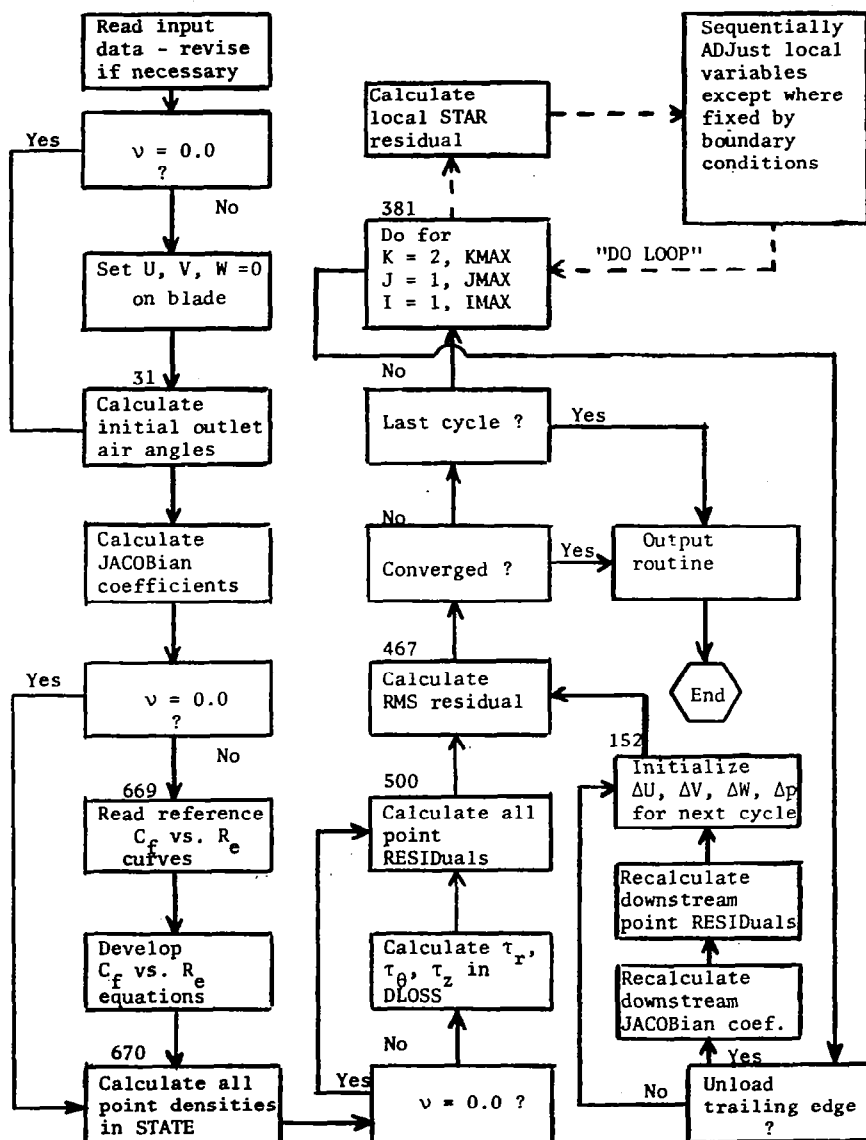 Read input
data - revise
if necessary
Yes
ν = 0.0
?
No
Set U, V, W =0
on blade
31
Calculate
initial outlet
air angles
Calculate
JACOBian
coefficients
Yes
ν = 0.0
?
No
669
Read reference
C_f vs. R_e
curves
Develop
C_f vs. R_e
equations
670
Calculate all
point densities
in STATE
Calculate
local STAR
residual
Sequentially
ADJust local
variables
except where
fixed by
boundary
conditions
381
Do for
K = 2, KMAX
J = 1, JMAX
I = 1, IMAX
"DO LOOP"
No
Last cycle ?
Yes
No
Converged ?
Yes
Output
routine
End
467
Calculate
RMS residual
500
Calculate all
point
RESIDuals
Calculate τ_r,
τ_θ, τ_z in
DLOSS
No
Yes
ν = 0.0 ?
152
Initialize
ΔU, ΔV, ΔW, Δp
for next cycle
Recalculate
downstream
point RESIDuals
Recalculate
downstream
JACOBian coef.
Yes
No
Unload
trailing edge
?